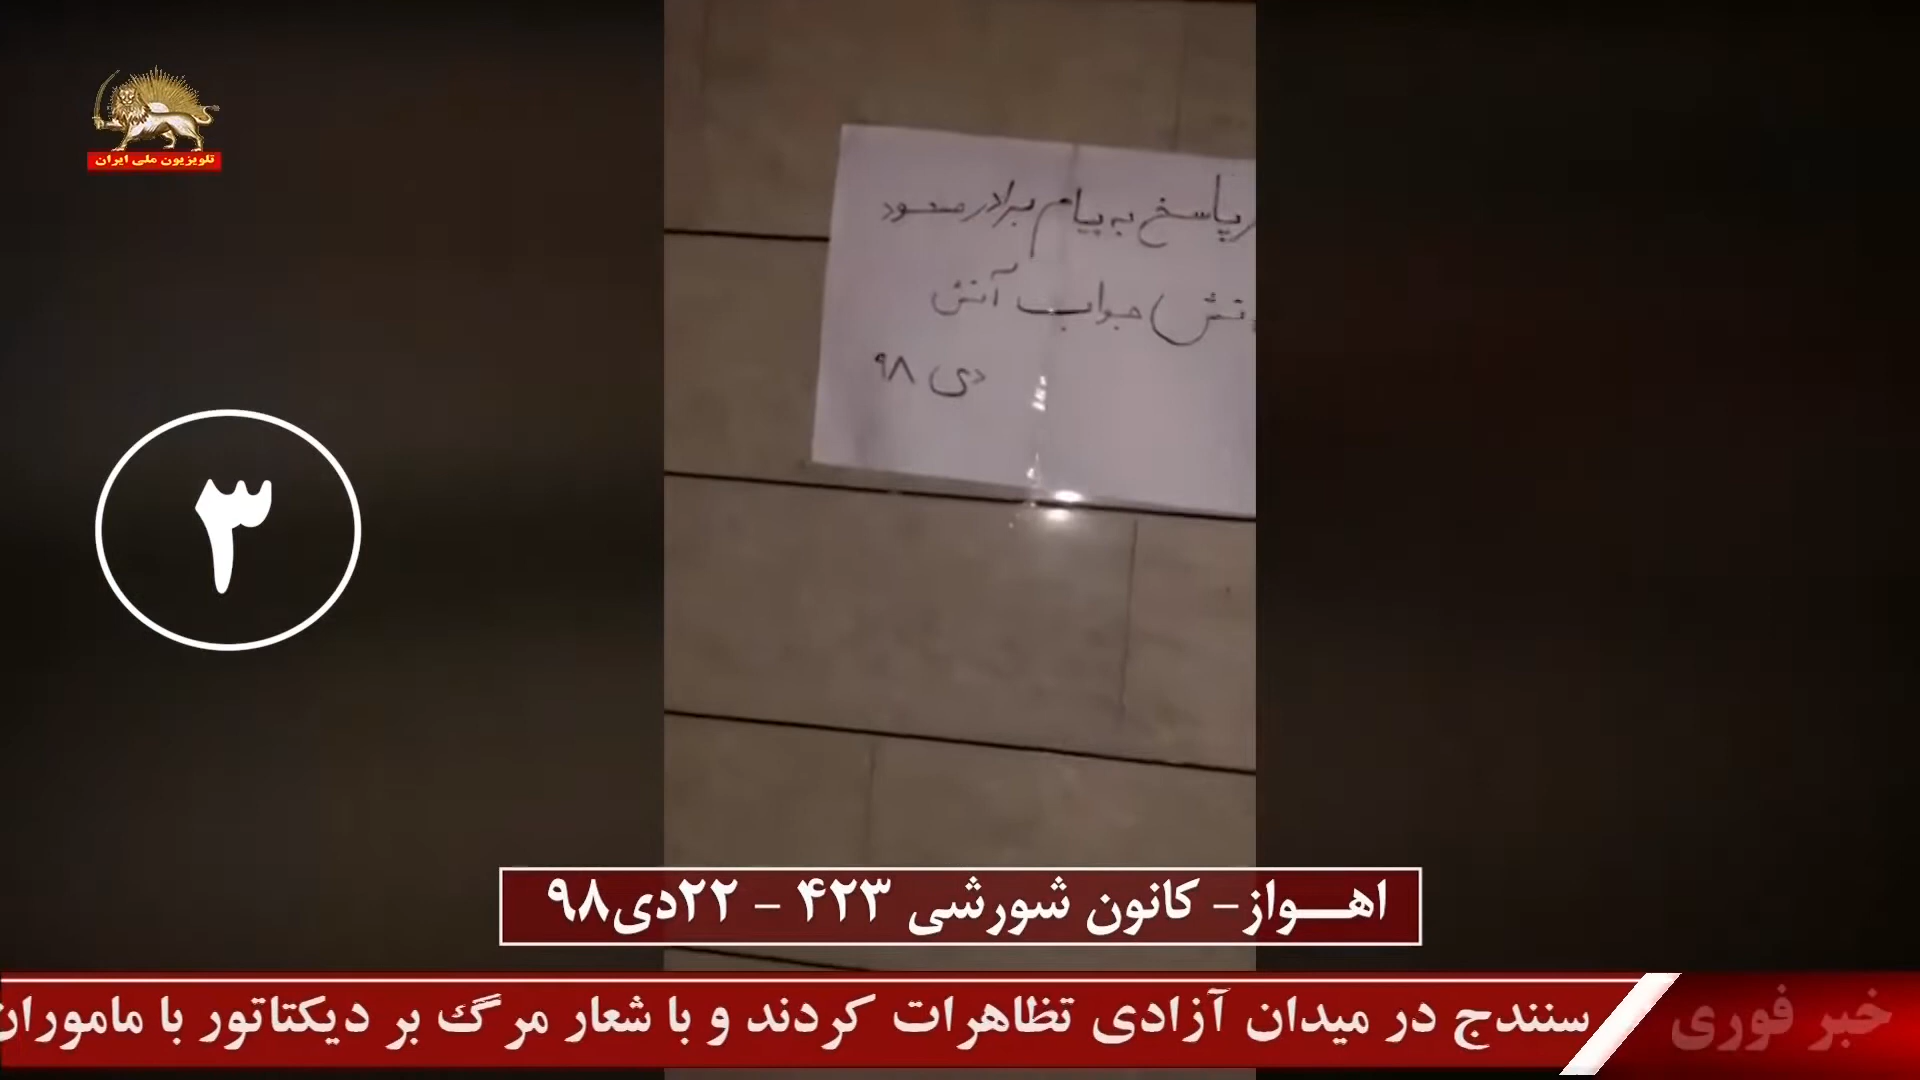 تلویزیون ملی ایران
پاسخ به پیام برادر مسعود
جواب آتش
دی ۹۸
۳
اهـواز- کانون شورشی ۴۲۳ - ۲۲دی۹۸
خبر فوری
سنندج در میدان آزادی تظاهرات کردند و با شعار مرگ بر دیکتاتور با ماموران